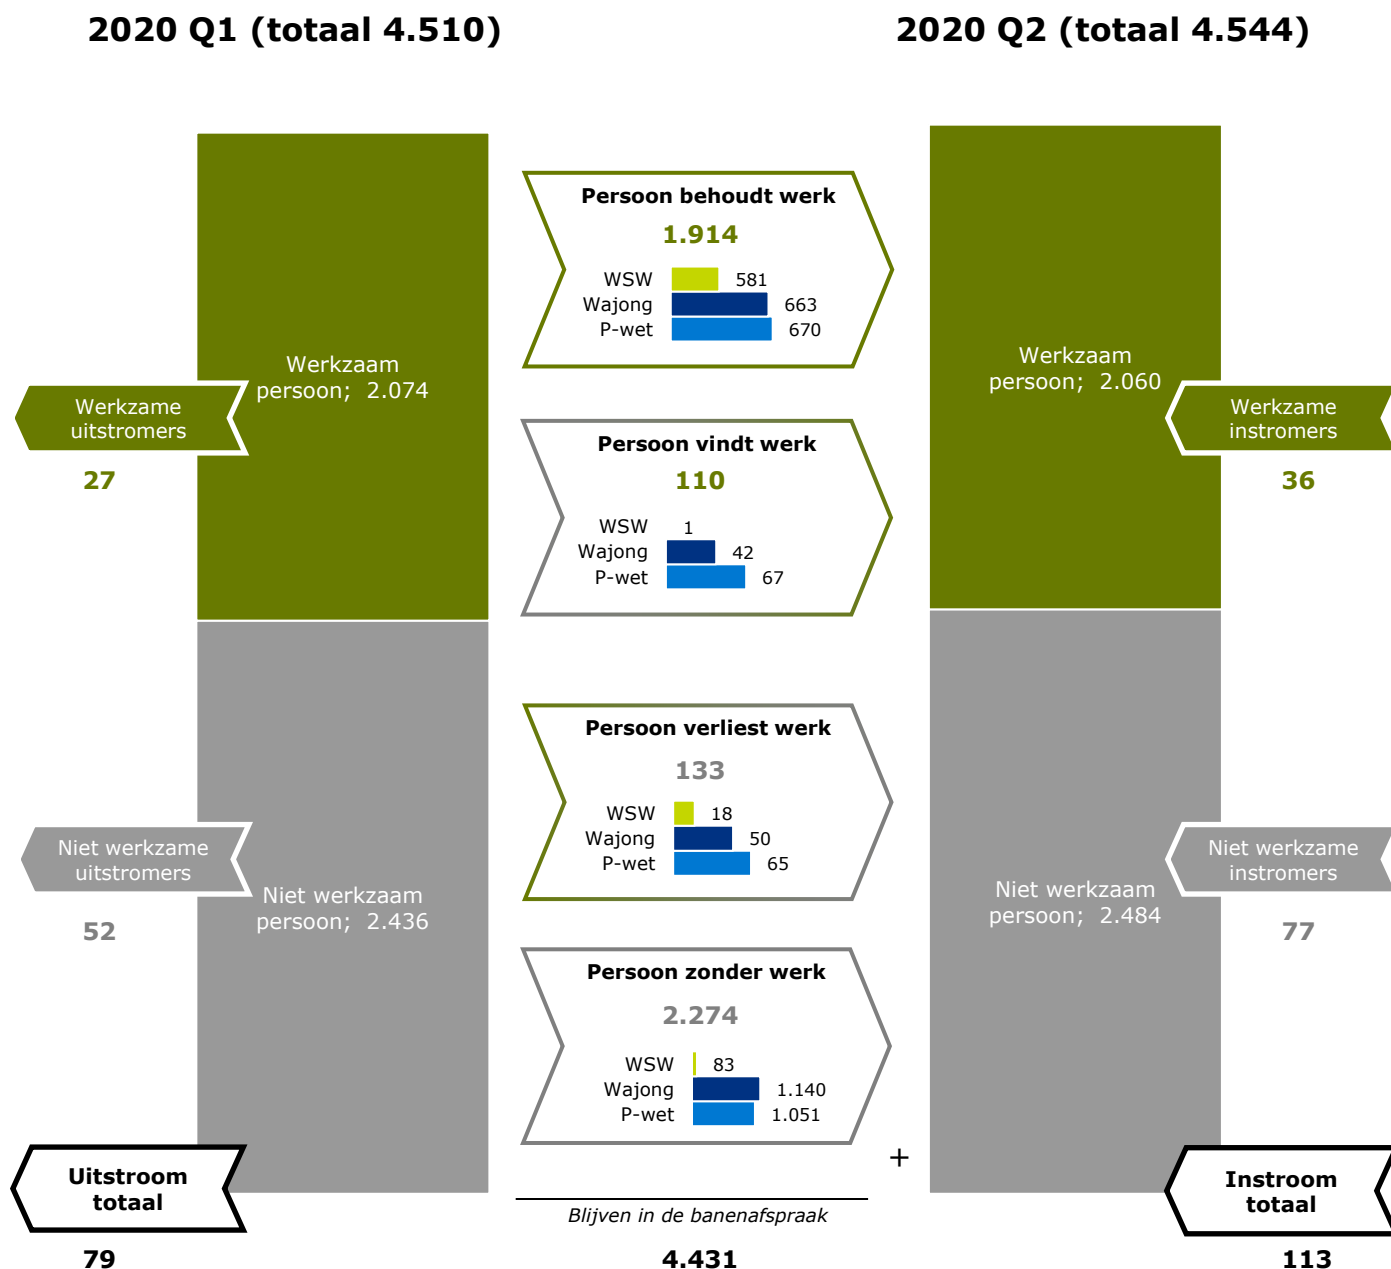 2020 Q1 (totaal 4.510)
2020 Q2 (totaal 4.544)
Werkzaam
persoon;  2.074
Werkzame
uitstromers
27
Niet werkzaam
persoon;  2.436
Niet werkzame
uitstromers
52
Uitstroom
totaal
79
Persoon behoudt werk
1.914
WSW 581
Wajong 663
P-wet 670
Persoon vindt werk
110
WSW 1
Wajong 42
P-wet 67
Persoon verliest werk
133
WSW 18
Wajong 50
P-wet 65
Persoon zonder werk
2.274
WSW 83
Wajong 1.140
P-wet 1.051
+
Blijven in de banenafspraak
4.431
Werkzaam
persoon;  2.060
Werkzame
instromers
36
Niet werkzaam
persoon;  2.484
Niet werkzame
instromers
77
Instroom
totaal
113